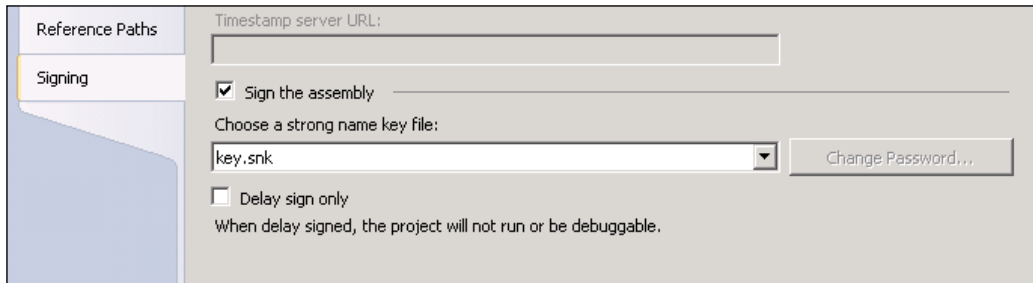 Reference Paths
Signing
Timestamp server URL:
Sign the assembly
Choose a strong name key file:
key.snk
Change Password...
Delay sign only
When delay signed, the project will not run or be debuggable.